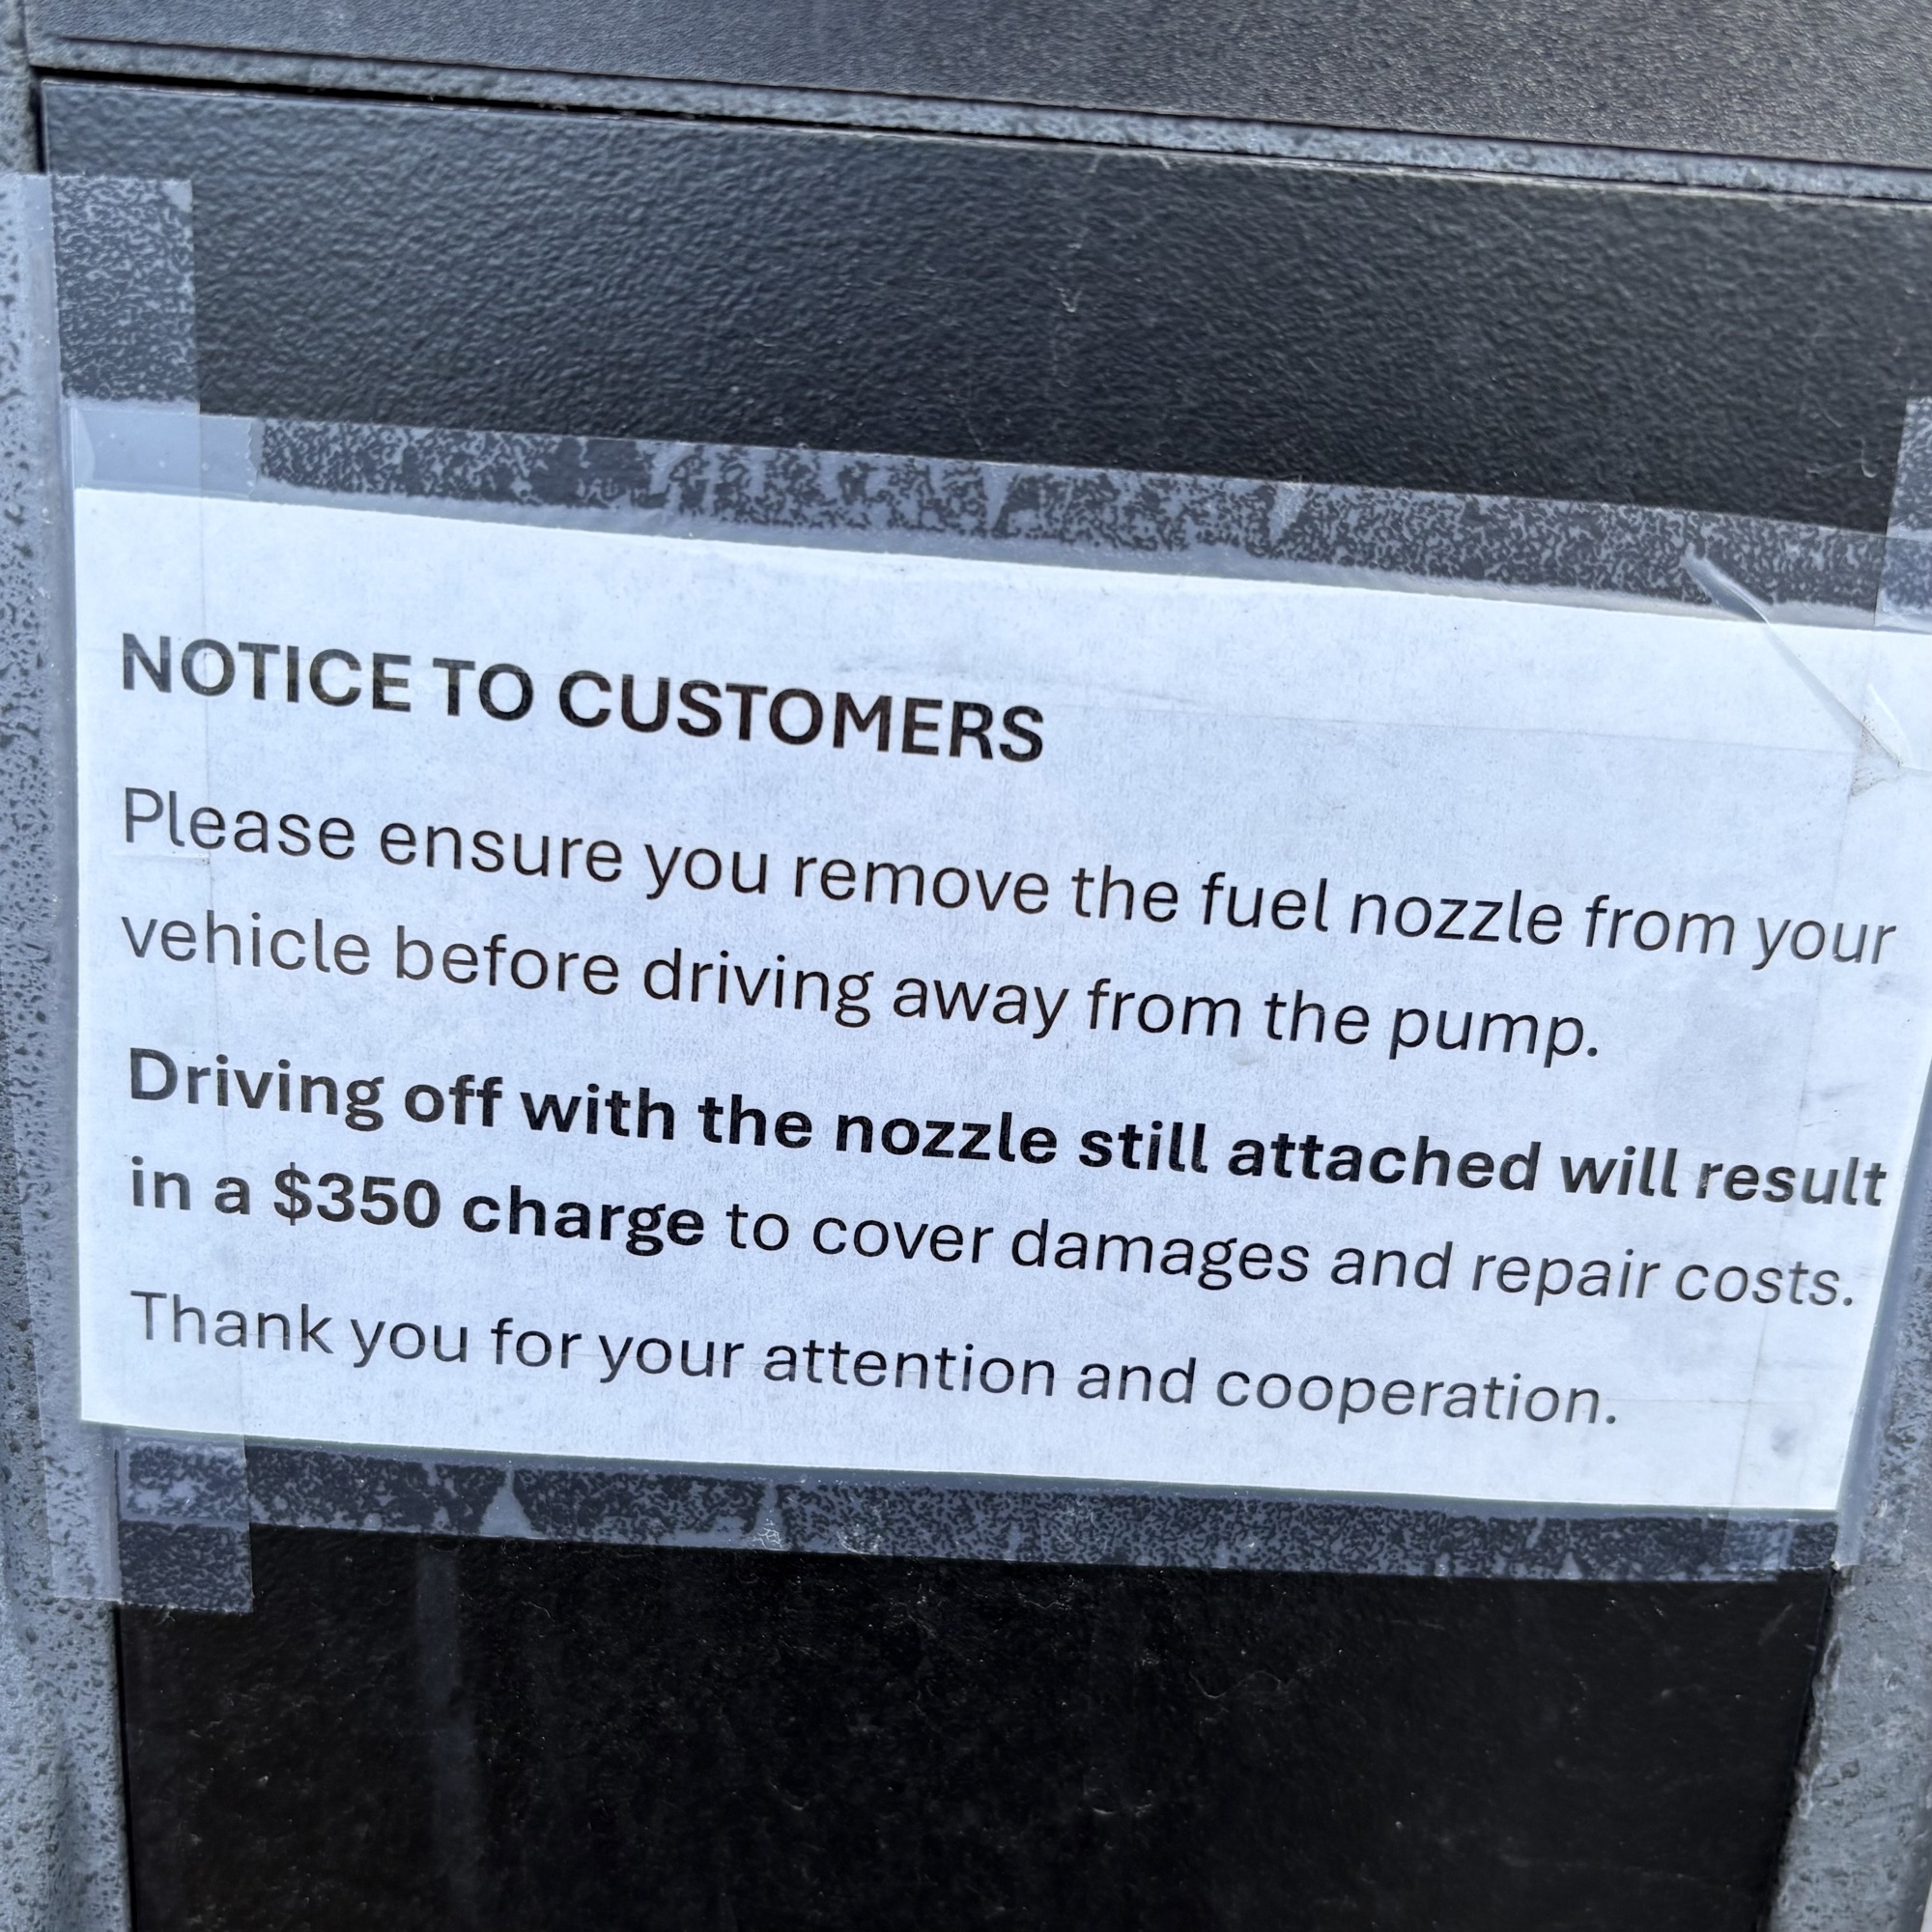 NOTICE TO CUSTOMERS
Please ensure you remove the fuel nozzle from your
vehicle before driving away from the pump.
Driving off with the nozzle still attached will result
in a $350 charge to cover damages and repair costs.
Thank you for your attention and cooperation.